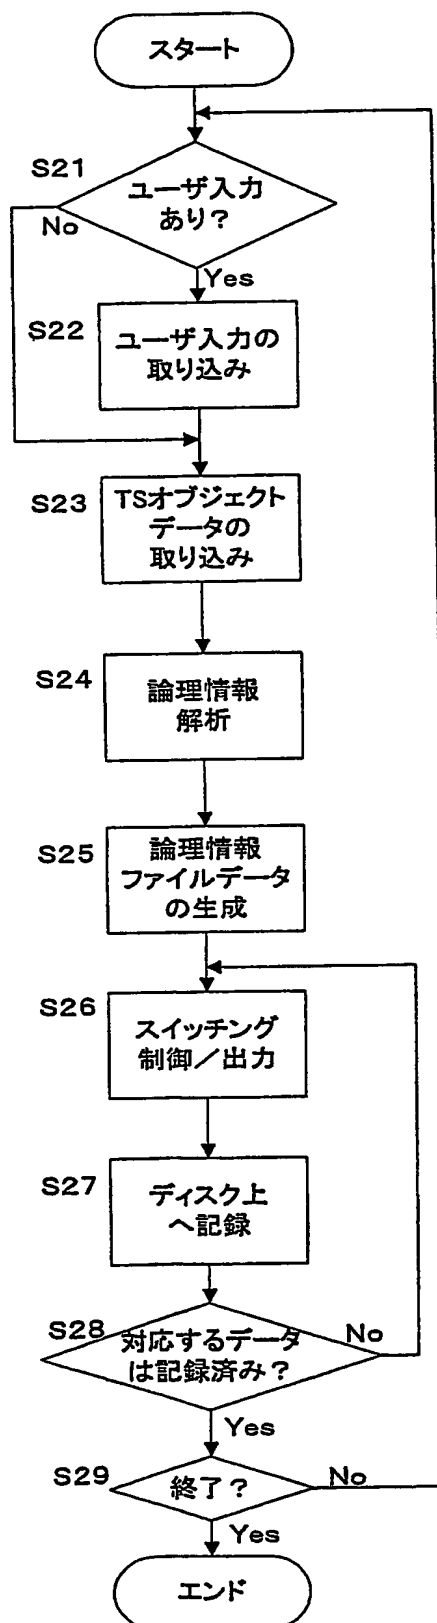 スタート
S21
ユーザ入力
あり？
No
Yes
S22
ユーザ入力の
取り込み
S23
TSオブジェクト
データの
取り込み
S24
論理情報
解析
S25
論理情報
ファイルデータ
の生成
S26
スイッチング
制御／出力
S27
ディスク上
へ記録
S28
対応するデータ
は記録済み？
No
Yes
S29
終了？
No
Yes
エンド